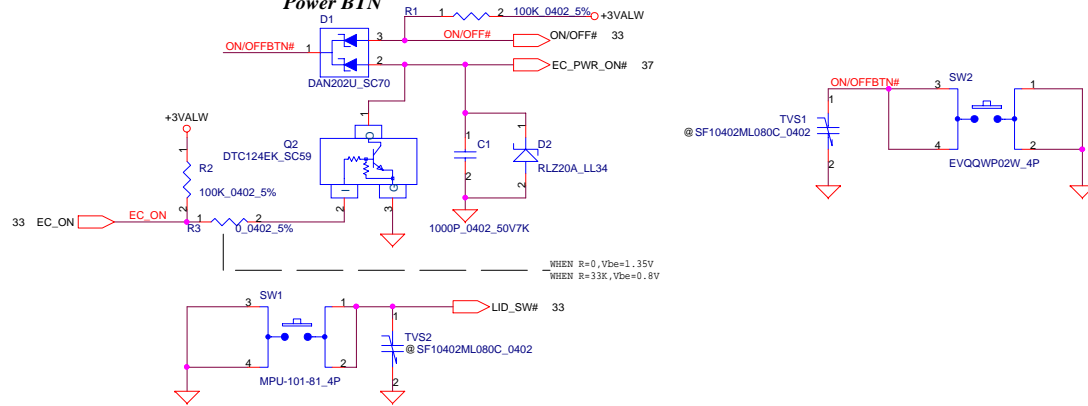 Power BTN
D1
R1
1
2
100K_0402_5%
+3VALW
ON/OFFBTN#
1
3
ON/OFF#
ON/OFF# 33
2
EC_PWR_ON# 37
DAN202U_SC70
+3VALW
1
Q2
DTC124EK_SC59
O
I
G
2
3
1
R2
100K_0402_5%
2
1
C1
2
1000P_0402_50V7K
1
D2
RLZ20A_LL34
2
33 EC_ON
EC_ON
1
2
R3
0_0402_5%
WHEN R=0,Vbe=1.35V
WHEN R=33K,Vbe=0.8V
SW1
3
1
4
2
MPU-101-81_4P
LID_SW# 33
1
TVS2
@SF10402ML080C_0402
2
ON/OFFBTN#
1
TVS1
@SF10402ML080C_0402
2
SW2
3
1
4
2
EVQQWP02W_4P